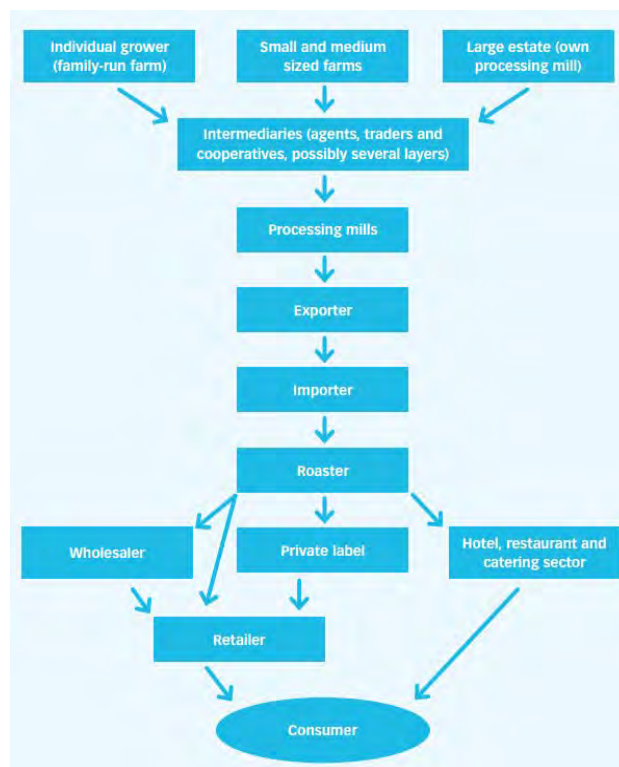 Individual grower
(family-run farm)
Small and medium
sized farms
Large estate (own
processing mill)
Intermediaries (agents, traders and
cooperatives, possibly several layers)
Processing mills
Exporter
Importer
Roaster
Wholesaler
Private label
Hotel, restaurant and
catering sector
Retailer
Consumer